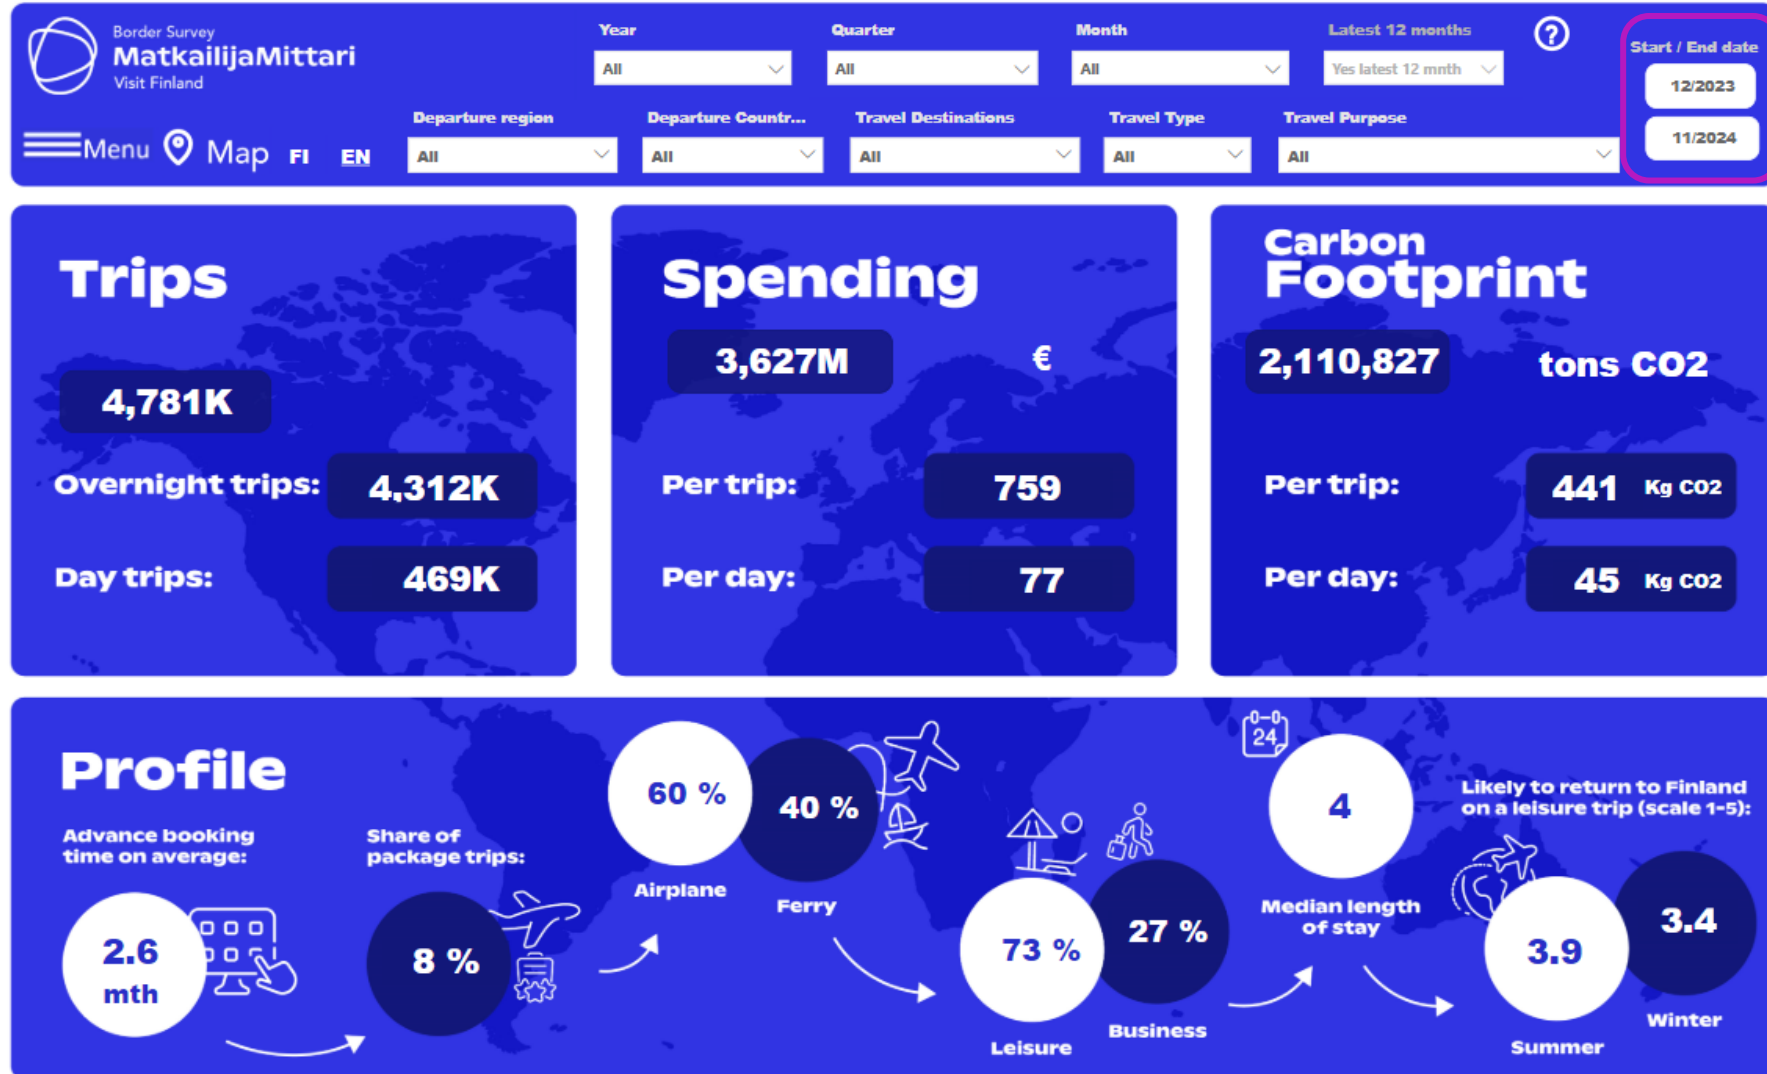 Border Survey
MatkailijaMittari
Visit Finland
Menu
Map
FI
EN
Year
All
Quarter
All
Month
All
Latest 12 months
Yes latest 12 mnth
?
Start / End date
12/2023
11/2024
Departure region
All
Departure Countr...
All
Travel Destinations
All
Travel Type
All
Travel Purpose
All
Trips
4,781K
Overnight trips: 4,312K
Day trips: 469K
Spending
3,627M €
Per trip: 759
Per day: 77
Carbon
Footprint
2,110,827 tons CO2
Per trip: 441 Kg CO2
Per day: 45 Kg CO2
Profile
Advance booking
time on average:
2.6
mth
Share of
package trips:
8 %
60 %
Airplane
40 %
Ferry
73 %
Leisure
27 %
Business
24
4
Median length
of stay
Likely to return to Finland
on a leisure trip (scale 1-5):
3.9
Summer
3.4
Winter